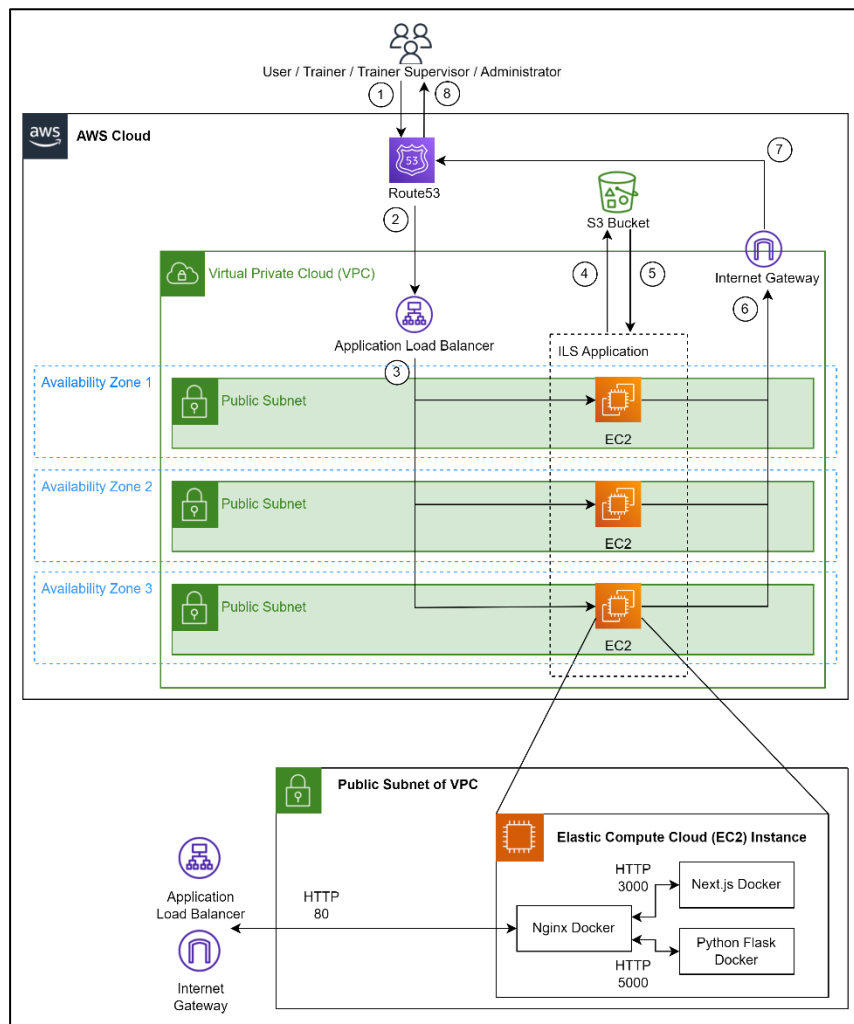 User / Trainer / Trainer Supervisor / Administrator
1
8
aws
AWS Cloud
53
Route53
7
2
S3 Bucket
4
5
Internet Gateway
6
Virtual Private Cloud (VPC)
Application Load Balancer
3
ILS Application
Availability Zone 1
Public Subnet
EC2
Availability Zone 2
Public Subnet
EC2
Availability Zone 3
Public Subnet
EC2
Public Subnet of VPC
Elastic Compute Cloud (EC2) Instance
Application
Load Balancer
Internet
Gateway
HTTP
80
Nginx Docker
HTTP
3000
Next.js Docker
Python Flask
Docker
HTTP
5000